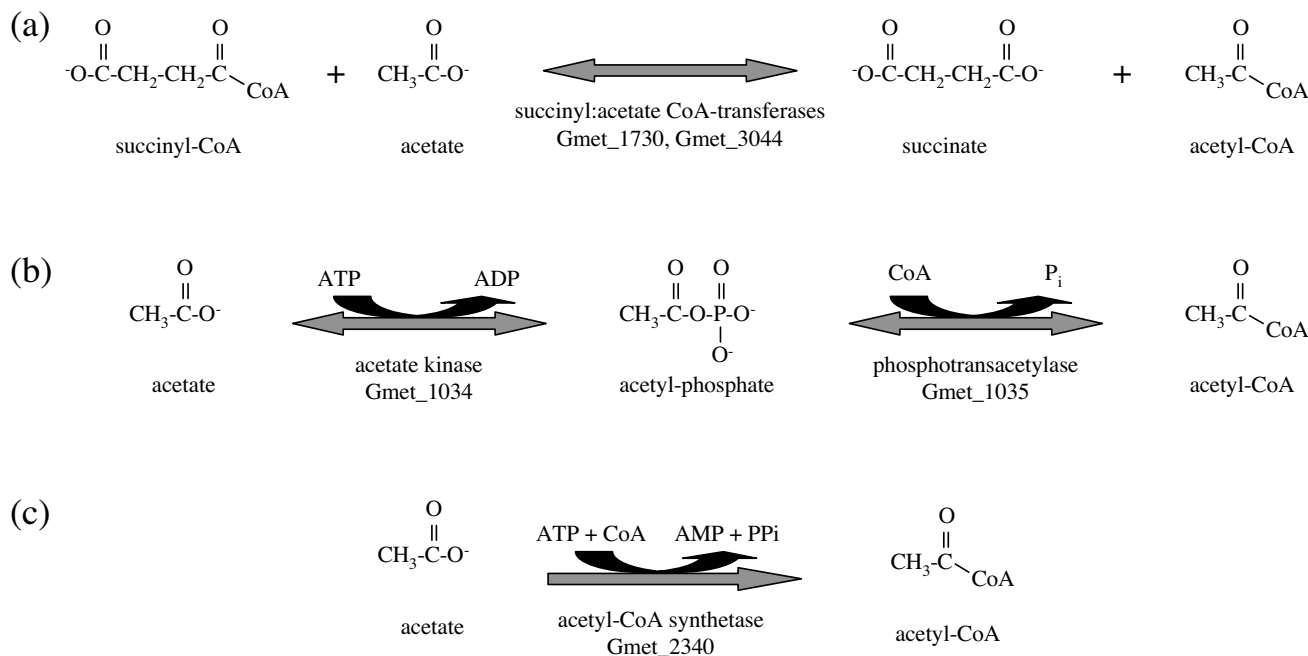 (a)
O O O O O O
|| || || || || ||
⁻O-C-CH₂-CH₂-C CoA + CH₃-C-O⁻ ⁻O-C-CH₂-CH₂-C-O⁻ + CH₃-C CoA
succinyl:acetate CoA-transferases
Gmet_1730, Gmet_3044
succinyl-CoA acetate succinate acetyl-CoA
(b)
ATP ADP CoA Pᵢ
O O O O
|| || || ||
CH₃-C-O⁻ CH₃-C-O-P-O⁻ CH₃-C CoA
|
O⁻
acetate kinase phosphotransacetylase
Gmet_1034 Gmet_1035
acetate acetyl-phosphate acetyl-CoA
(c)
ATP + CoA AMP + PPi
O O
|| ||
CH₃-C-O⁻ CH₃-C CoA
acetyl-CoA synthetase
Gmet_2340
acetate acetyl-CoA